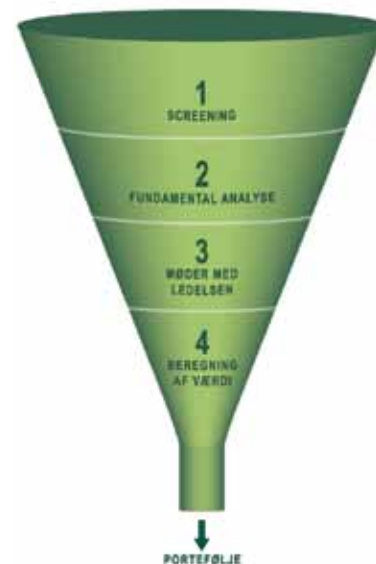 1
SCREENING
2
FUNDAMENTAL ANALYSE
3
MØDER MED
LEDELSEN
4
BEREGNING
AF VÆRDI
PORTEFØLJE